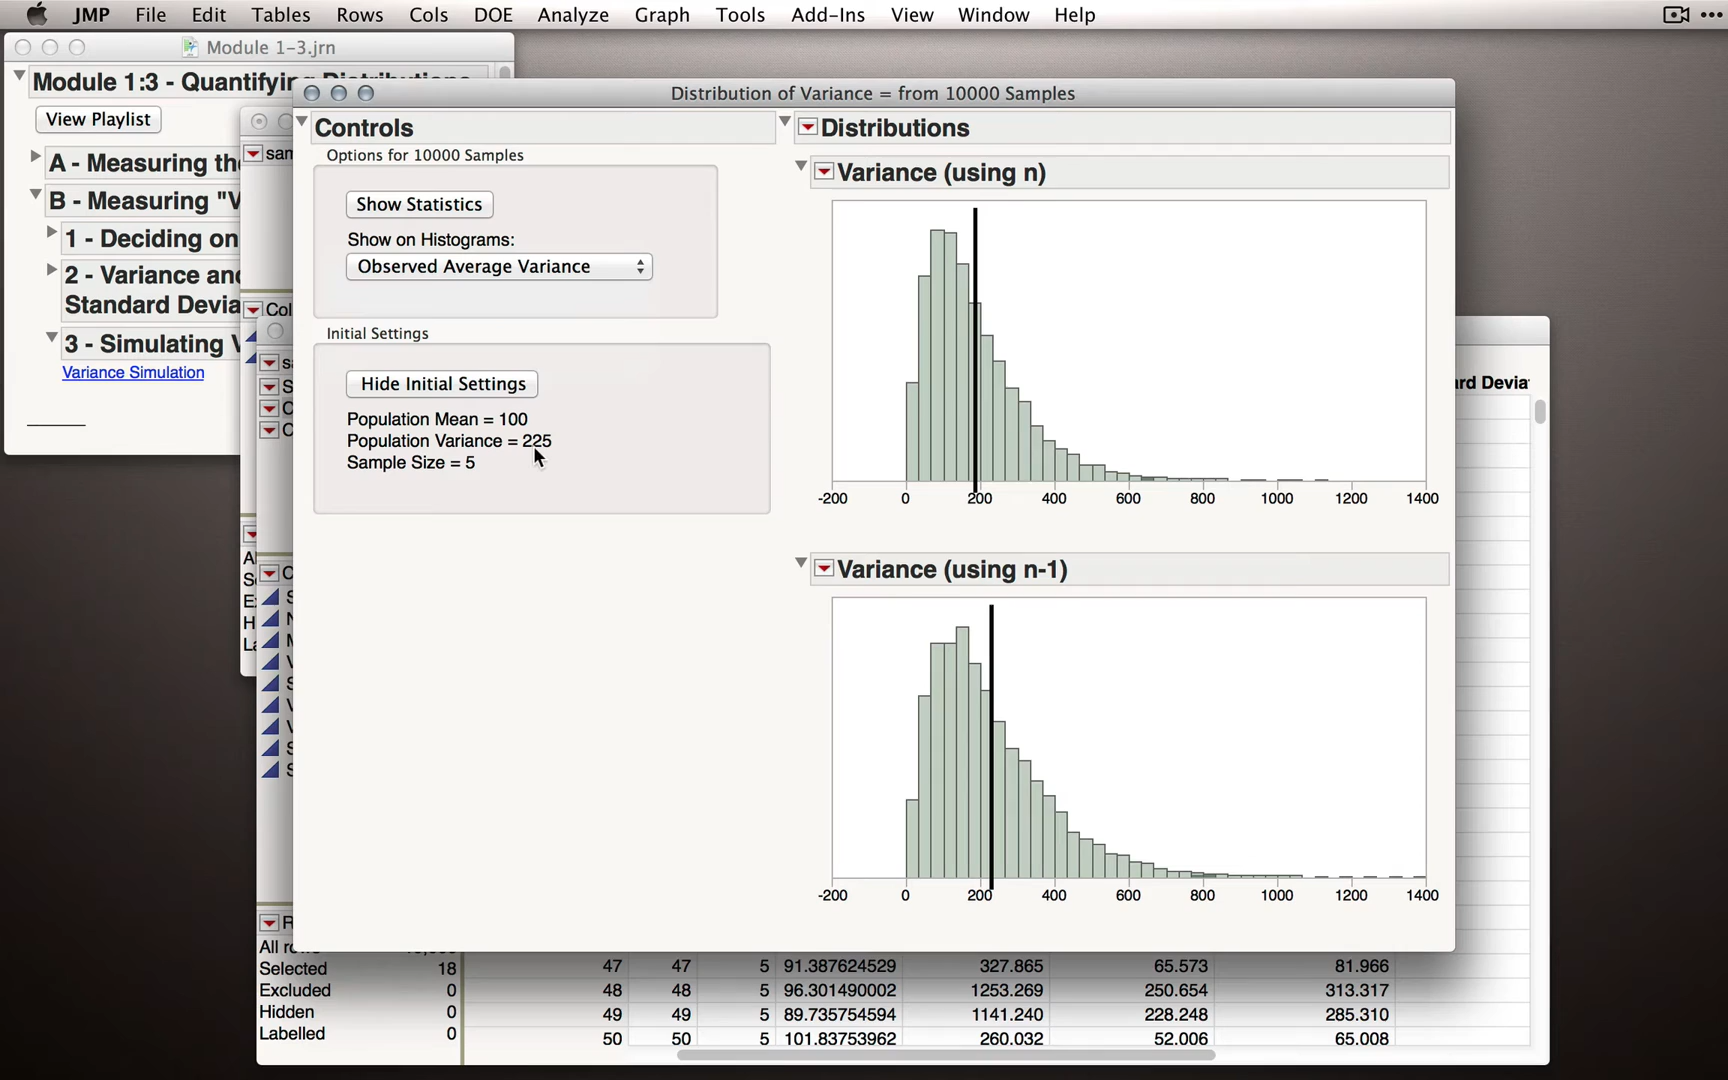 JMP File Edit Tables Rows Cols DOE Analyze Graph Tools Add-Ins View Window Help
Module 1-3.jrn
Module 1:3 - Quantifying Distributions
View Playlist
A - Measuring th
B - Measuring "V
1 - Deciding on
2 - Variance and
Standard Devia
3 - Simulating V
Variance Simulation
Distribution of Variance = from 10000 Samples
Controls
Options for 10000 Samples
Show Statistics
Show on Histograms:
Observed Average Variance
Initial Settings
Hide Initial Settings
Population Mean = 100
Population Variance = 225
Sample Size = 5
Distributions
Variance (using n)
-200 0 200 400 600 800 1000 1200 1400
Variance (using n-1)
-200 0 200 400 600 800 1000 1200 1400
rd Devia
sam
Col
All rows
Selected 18
Excluded 0
Hidden 0
Labelled 0
47 47 5 91.387624529 327.865 65.573 81.966
48 48 5 96.301490002 1253.269 250.654 313.317
49 49 5 89.735754594 1141.240 228.248 285.310
50 50 5 101.83753962 260.032 52.006 65.008